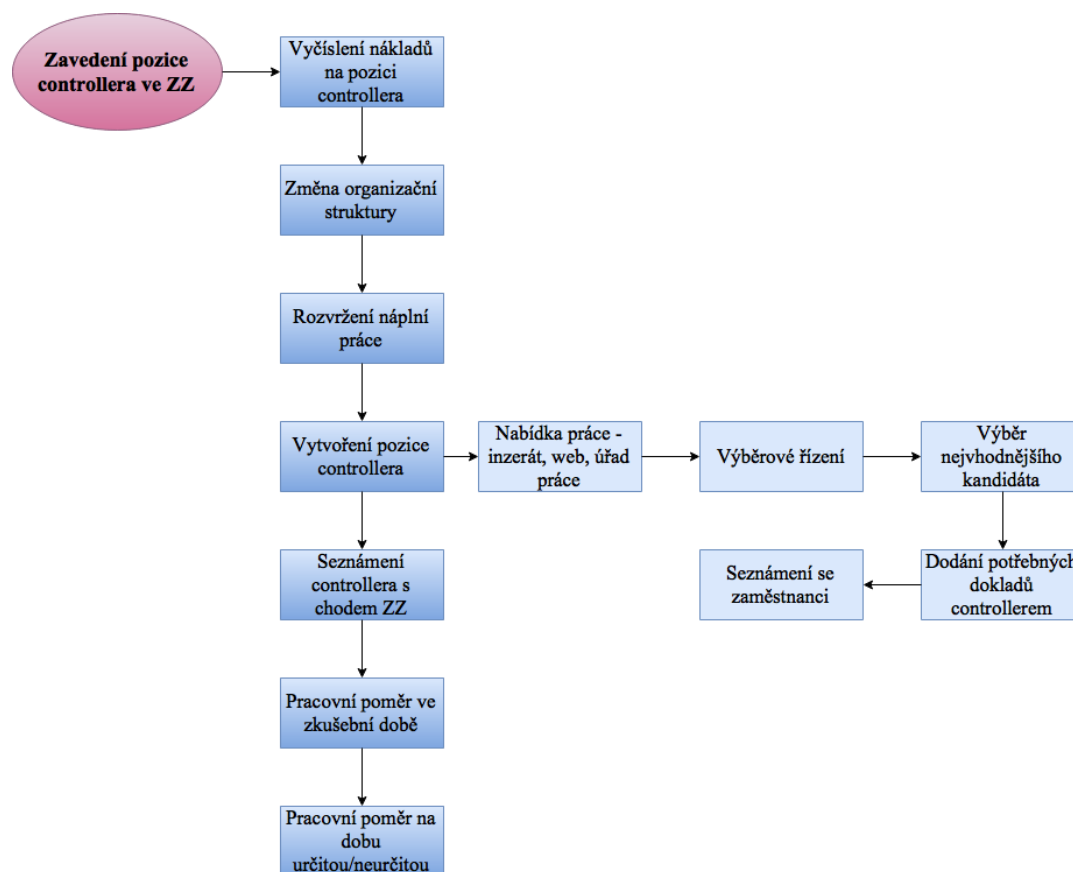 Zavedení pozice
controllera ve ZZ
Vyčíslení nákladů
na pozici
controllera
Změna organizační
struktury
Rozvržení náplní
práce
Vytvoření pozice
controllera
Nabídka práce -
inzerát, web, úřad
práce
Výběrové řízení
Výběr
nejvhodnějšího
kandidáta
Seznámení
controllera s
chodem ZZ
Seznámení se
zaměstnanci
Dodání potřebných
dokladů
controllerem
Pracovní poměr ve
zkušební době
Pracovní poměr na
dobu
určitou/neurčitou